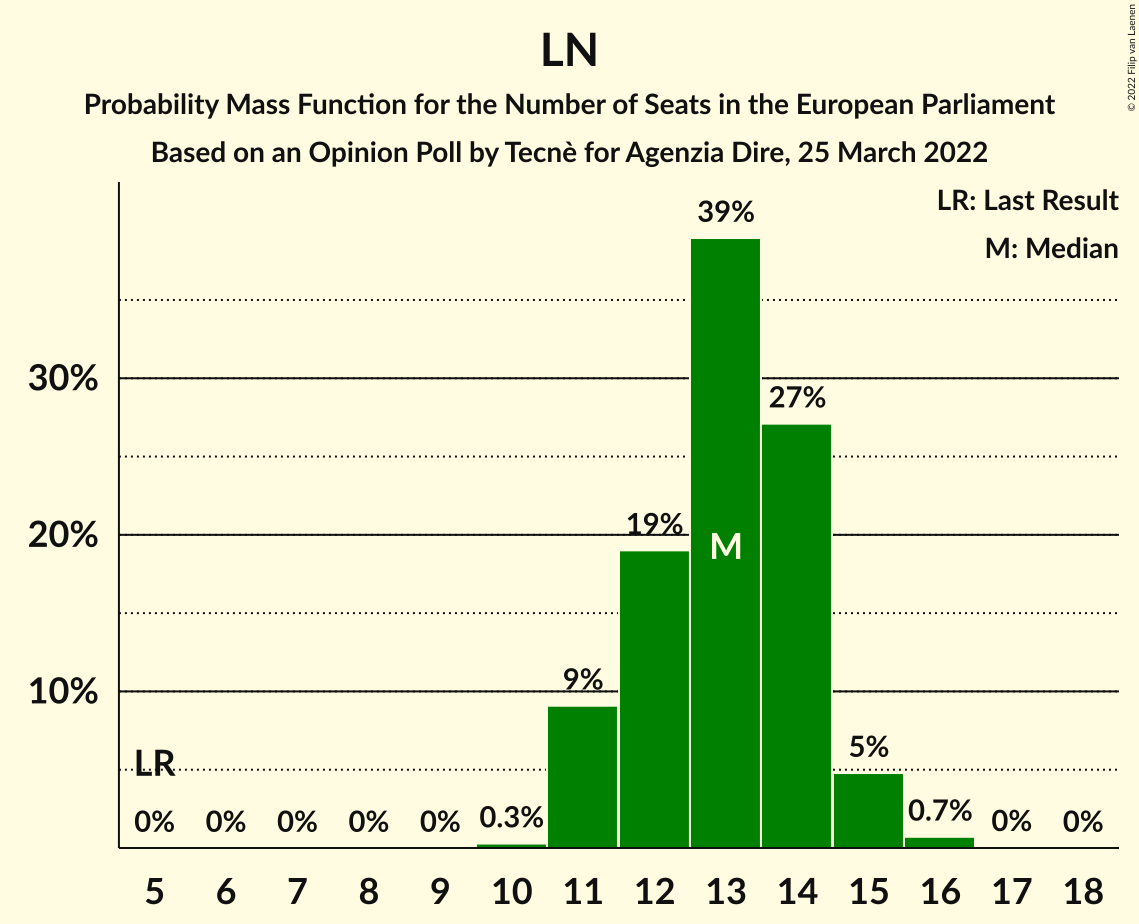 LN
Probability Mass Function for the Number of Seats in the European Parliament
Based on an Opinion Poll by Tecnè for Agenzia Dire, 25 March 2022
© 2022 Filip van Laenen
LR: Last Result
M: Median
39%
30%
27%
20%
19%
M
10%
9%
LR
5%
0%
0%
0%
0%
0%
0.3%
0.7%
0%
0%
5 6 7 8 9 10 11 12 13 14 15 16 17 18